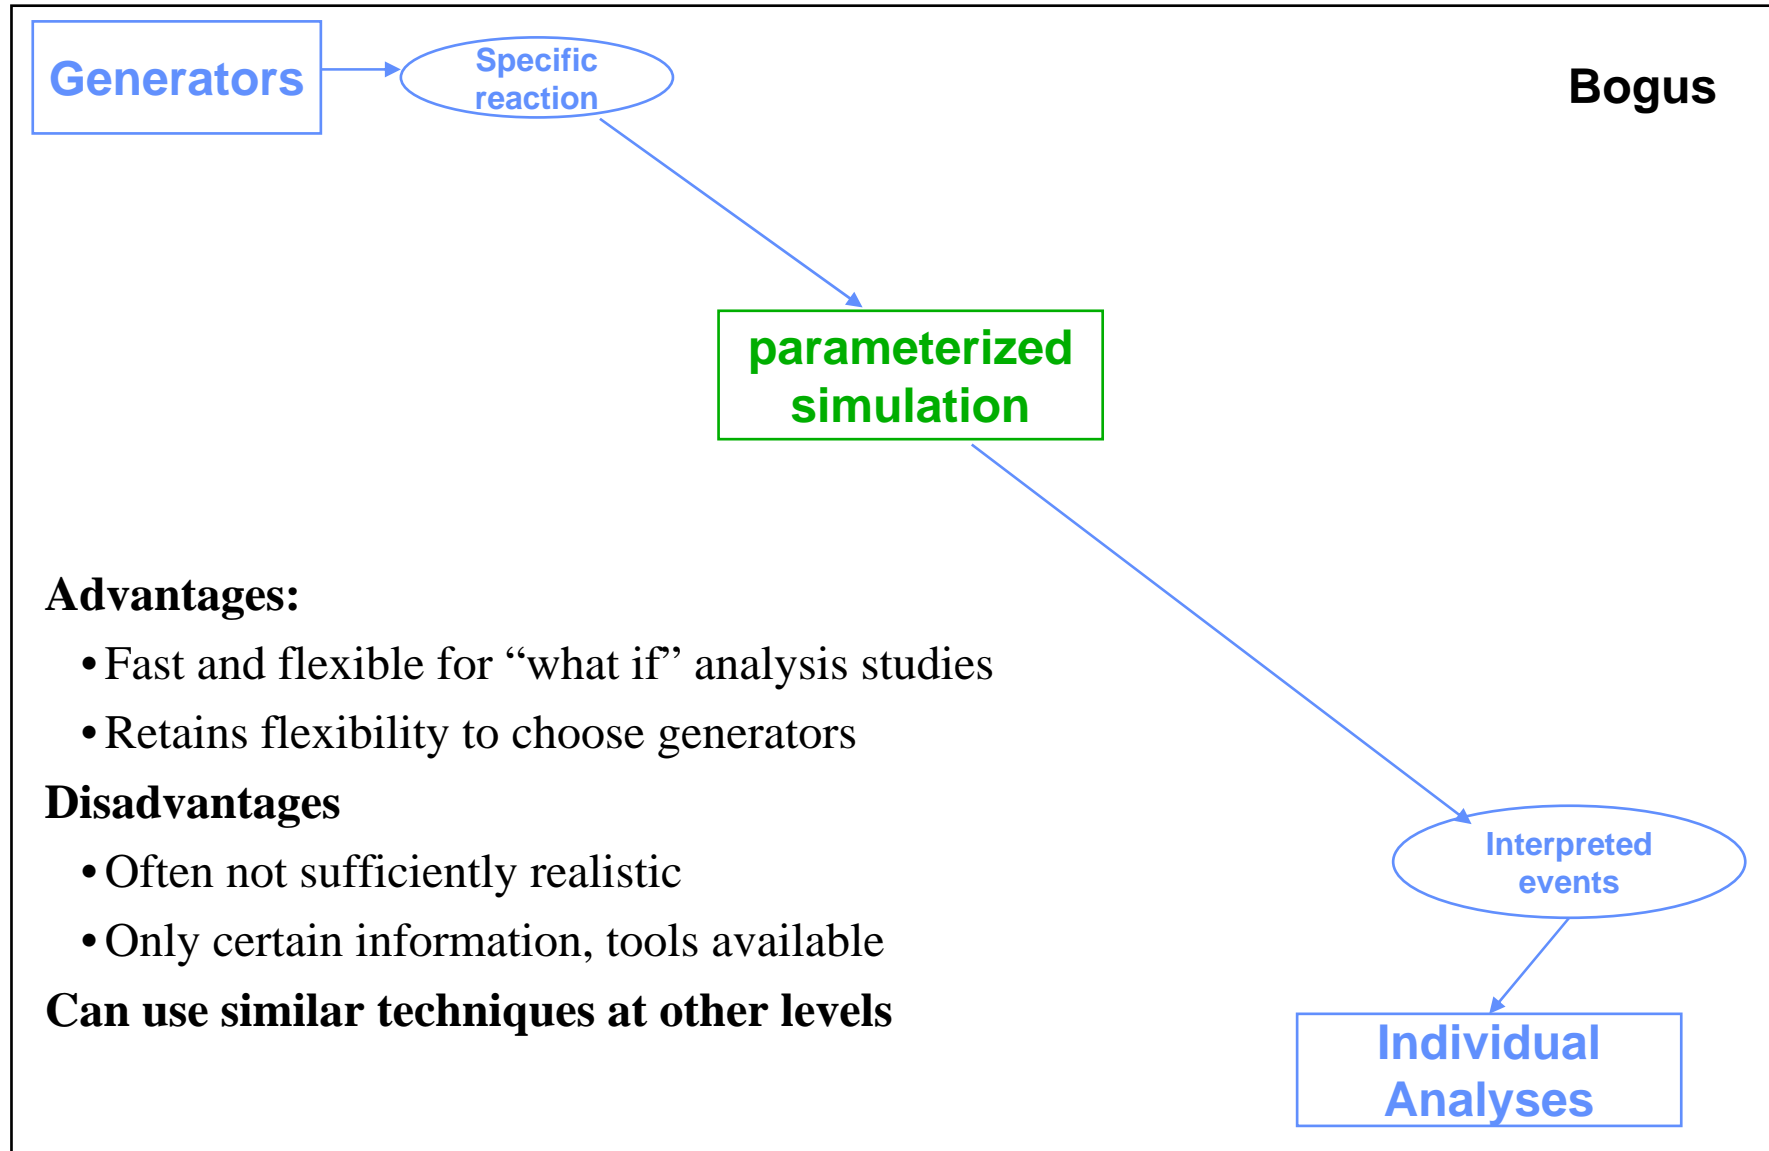 Generators
Specific
reaction
Bogus
parameterized
simulation
Advantages:
• Fast and flexible for “what if” analysis studies
• Retains flexibility to choose generators
Disadvantages
• Often not sufficiently realistic
• Only certain information, tools available
Can use similar techniques at other levels
Interpreted
events
Individual
Analyses